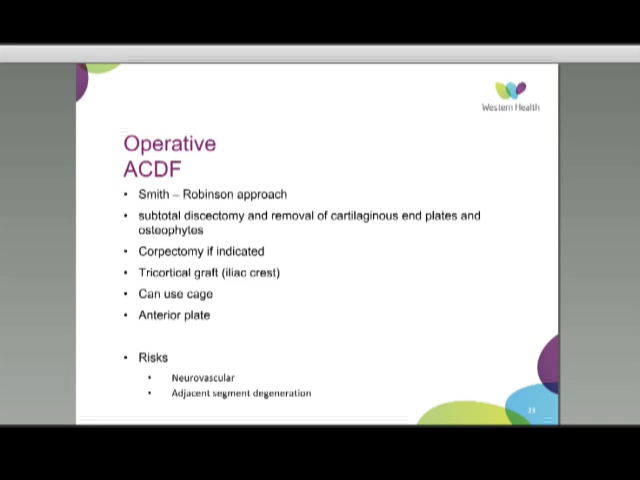 Western Health
Operative
ACDF
• Smith – Robinson approach
• subtotal discectomy and removal of cartilaginous end plates and
osteophytes
• Corpectomy if indicated
• Tricortical graft (iliac crest)
• Can use cage
• Anterior plate
• Risks
• Neurovascular
• Adjacent segment degeneration